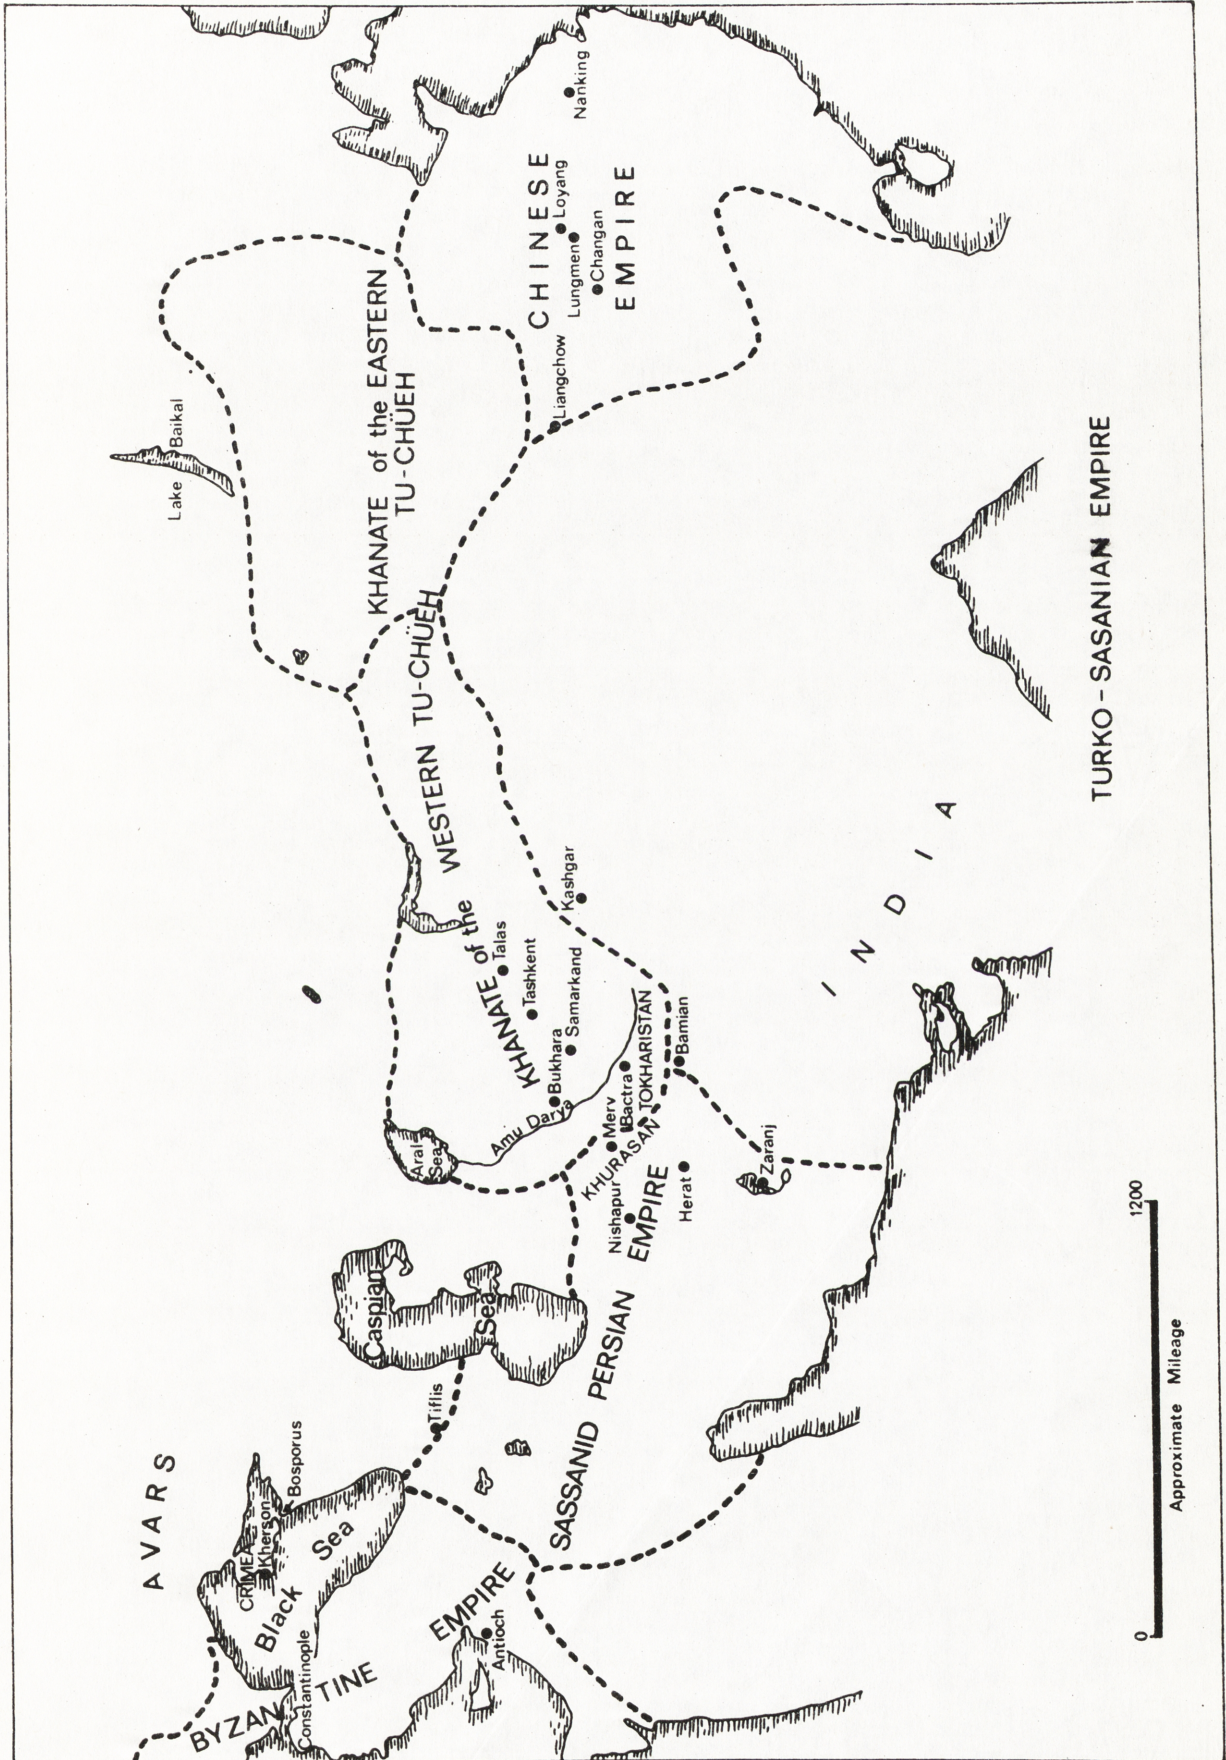 AVARS
CRIMEA
Kherson
Bosporus
Black
Sea
BYZAN
TINE
EMPIRE
Constantinople
Antioch
Tiflis
Caspian
Sea
SASSANID PERSIAN EMPIRE
Nishapur
KHURASAN
Merv
Herat
Zaranj
Aral
Sea
Amu Darya
Bukhara
Samarkand
Bactra
TOKHARISTAN
Bamian
KHANATE of the
WESTERN TU-CHÜEH
Talas
Tashkent
Kashgar
Lake Baikal
KHANATE of the EASTERN
TU-CHÜEH
Liangchow
CHINESE
EMPIRE
Loyang
Lungmen
Changan
Nanking
INDIA
TURKO-SASANIAN EMPIRE
0
1200
Approximate Mileage